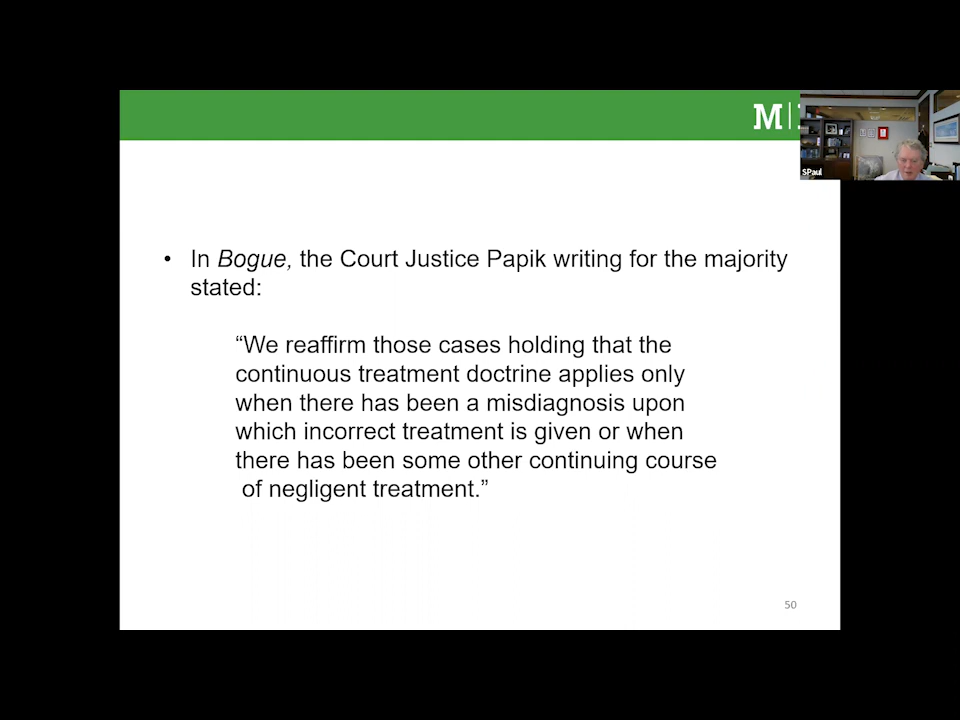 M|
SPaul
• In Bogue, the Court Justice Papik writing for the majority
stated:
“We reaffirm those cases holding that the
continuous treatment doctrine applies only
when there has been a misdiagnosis upon
which incorrect treatment is given or when
there has been some other continuing course
of negligent treatment.”
50